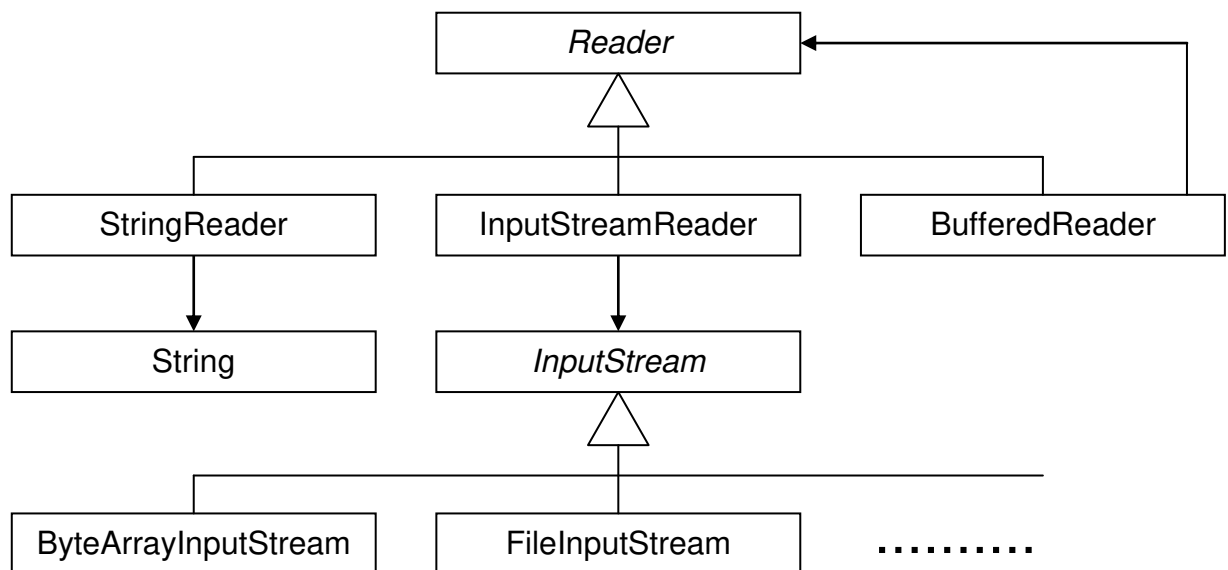 Reader
StringReader
InputStreamReader
BufferedReader
String
InputStream
ByteArrayInputStream
FileInputStream
..........